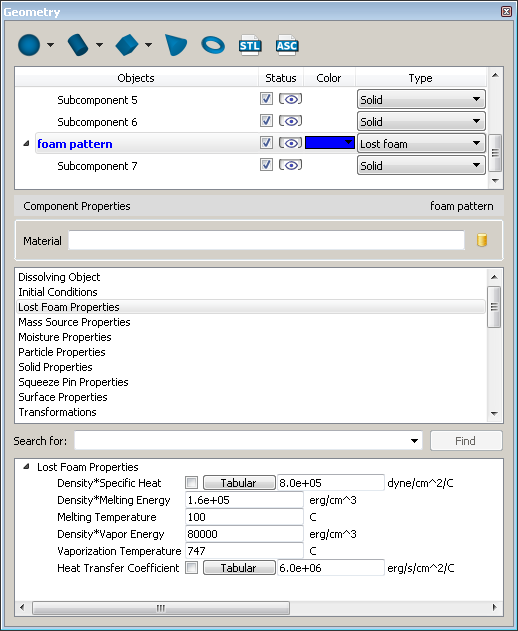 Geometry
STL ASC
Objects Status Color Type
Subcomponent 5 Solid
Subcomponent 6 Solid
foam pattern Lost foam
Subcomponent 7 Solid
Component Properties foam pattern
Material
Dissolving Object
Initial Conditions
Lost Foam Properties
Mass Source Properties
Moisture Properties
Particle Properties
Solid Properties
Squeeze Pin Properties
Surface Properties
Transformations
Search for: Find
Lost Foam Properties
Density*Specific Heat Tabular 8.0e+05 dyne/cm^2/C
Density*Melting Energy 1.6e+05 erg/cm^3
Melting Temperature 100 C
Density*Vapor Energy 80000 erg/cm^3
Vaporization Temperature 747 C
Heat Transfer Coefficient Tabular 6.0e+06 erg/s/cm^2/C